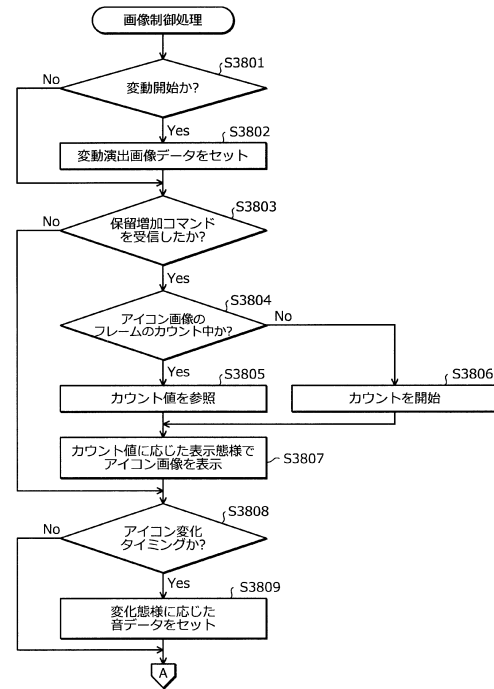 画像制御処理
S3801
No
変動開始か?
Yes
S3802
変動演出画像データをセット
S3803
No
保留増加コマンド
を受信したか?
Yes
S3804
アイコン画像の
フレームのカウント中か?
No
Yes
S3805
カウント値を参照
S3806
カウントを開始
カウント値に応じた表示態様で
アイコン画像を表示
S3807
S3808
No
アイコン変化
タイミングか?
Yes
S3809
変化態様に応じた
音データをセット
A